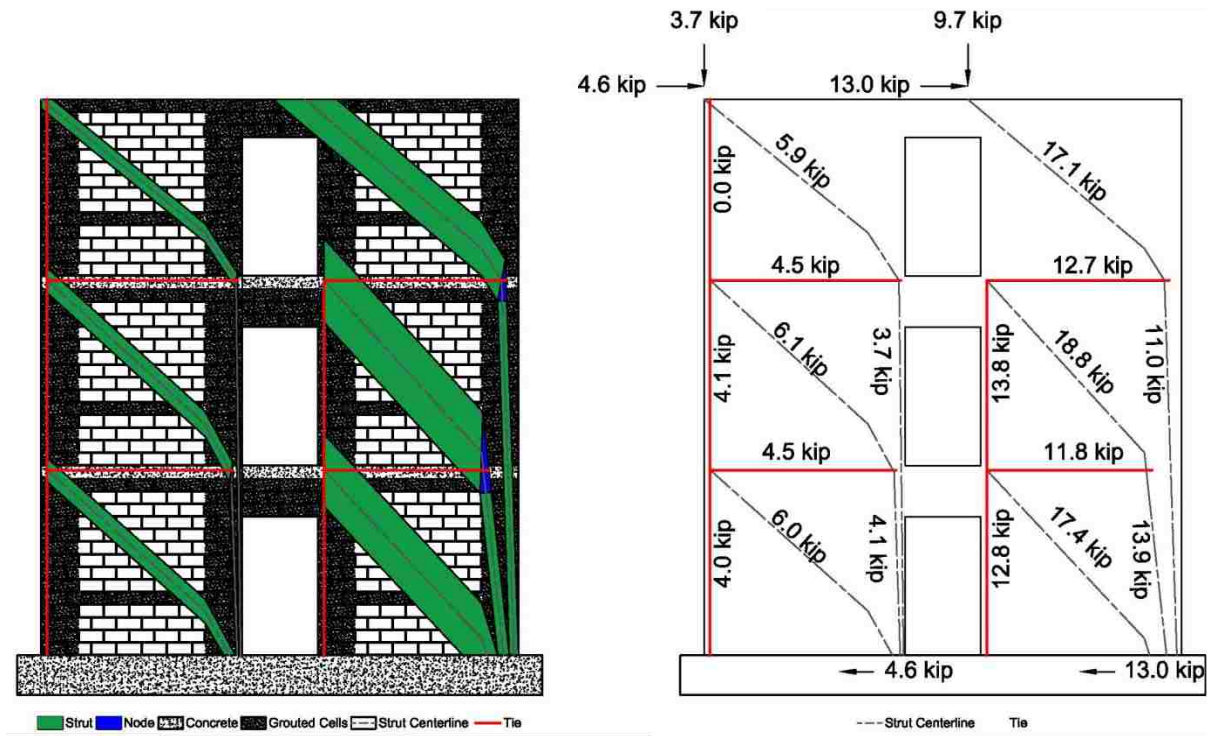 3.7 kip
9.7 kip
4.6 kip
13.0 kip
0.0 kip
5.9 kip
17.1 kip
4.5 kip
12.7 kip
4.1 kip
6.1 kip
3.7 kip
13.8 kip
18.8 kip
11.0 kip
4.5 kip
11.8 kip
4.0 kip
6.0 kip
4.1 kip
12.8 kip
17.4 kip
13.9 kip
4.6 kip
13.0 kip
Strut Node Concrete Grouted Cells Strut Centerline Tie
Strut Centerline Tie